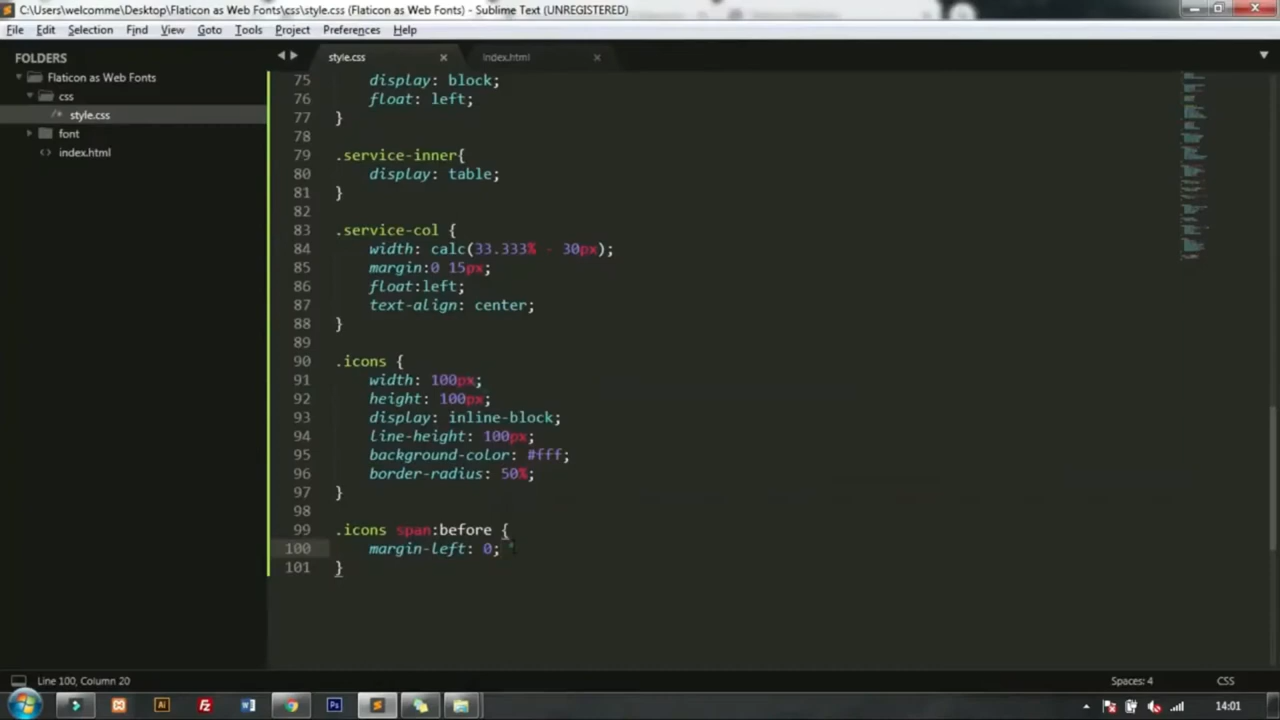 C:\Users\welcomme\Desktop\Flaticon as Web Fonts\css\style.css (Flaticon as Web Fonts) - Sublime Text (UNREGISTERED)
File Edit Selection Find View Goto Tools Project Preferences Help
FOLDERS
Flaticon as Web Fonts
css
style.css
font
index.html
style.css index.html
75 display: block;
76 float: left;
77 }
78
79 .service-inner{
80 display: table;
81 }
82
83 .service-col {
84 width: calc(33.333% - 30px);
85 margin:0 15px;
86 float:left;
87 text-align: center;
88 }
89
90 .icons {
91 width: 100px;
92 height: 100px;
93 display: inline-block;
94 line-height: 100px;
95 background-color: #fff;
96 border-radius: 50%;
97 }
98
99 .icons span:before {
100 margin-left: 0;
101 }
Line 100, Column 20 Spaces: 4 CSS
Ai Fz W Ps 14:01